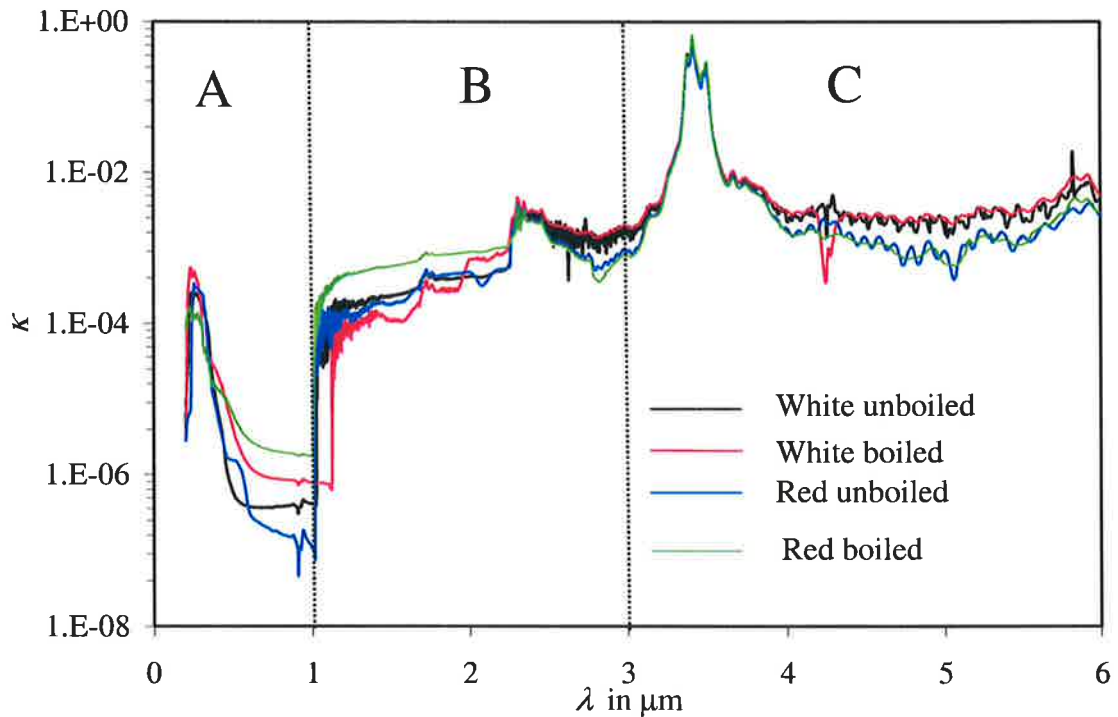 1.E+00
1.E-02
1.E-04
1.E-06
1.E-08
κ
A
B
C
White unboiled
White boiled
Red unboiled
Red boiled
0 1 2 3 4 5 6
λ in μm